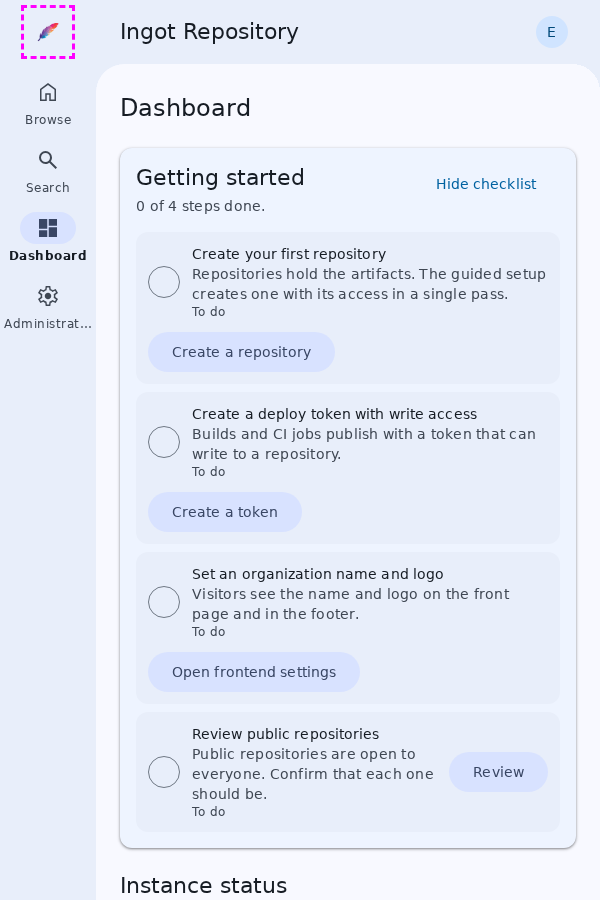 Ingot Repository
E
Browse
Search
Dashboard
Administrat...
Dashboard
Getting started
Hide checklist
0 of 4 steps done.
Create your first repository
Repositories hold the artifacts. The guided setup
creates one with its access in a single pass.
To do
Create a repository
Create a deploy token with write access
Builds and CI jobs publish with a token that can
write to a repository.
To do
Create a token
Set an organization name and logo
Visitors see the name and logo on the front
page and in the footer.
To do
Open frontend settings
Review public repositories
Public repositories are open to
everyone. Confirm that each one
should be.
To do
Review
Instance status